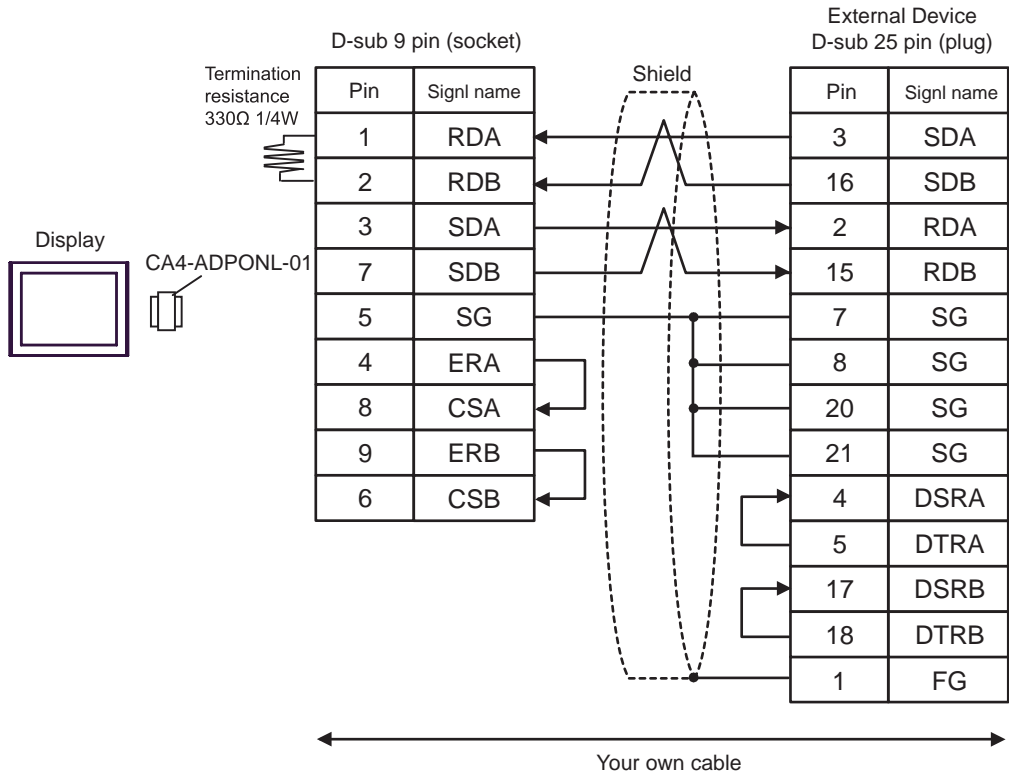 External Device
D-sub 9 pin (socket)
D-sub 25 pin (plug)
Termination
resistance
330Ω 1/4W
Shield
Pin Signl name
1 RDA
2 RDB
3 SDA
7 SDB
5 SG
4 ERA
8 CSA
9 ERB
6 CSB
Pin Signl name
3 SDA
16 SDB
2 RDA
15 RDB
7 SG
8 SG
20 SG
21 SG
4 DSRA
5 DTRA
17 DSRB
18 DTRB
1 FG
Display
CA4-ADPONL-01
Your own cable